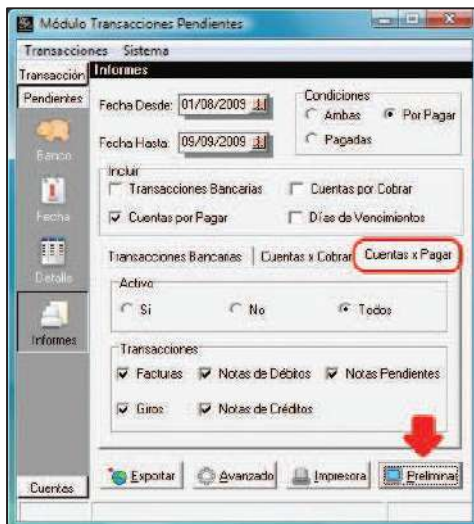 Módulo Transacciones Pendientes
Transacciones Sistema
Transacción
Pendientes
Banco
Fecha
Detalle
Informes
Cuentas
Informes
Fecha Desde: 01/08/2009
Fecha Hasta: 09/09/2009
Condiciones
Ambas Por Pagar
Pagadas
Incluir
Transacciones Bancarias Cuentas por Cobrar
Cuentas por Pagar Días de Vencimientos
Transacciones Bancarias Cuentas x Cobrar Cuentas x Pagar
Activo
Si No Todos
Transacciones
Facturas Notas de Débitos Notas Pendientes
Giros Notas de Créditos
Exportar Avanzado Impresora Preliminar